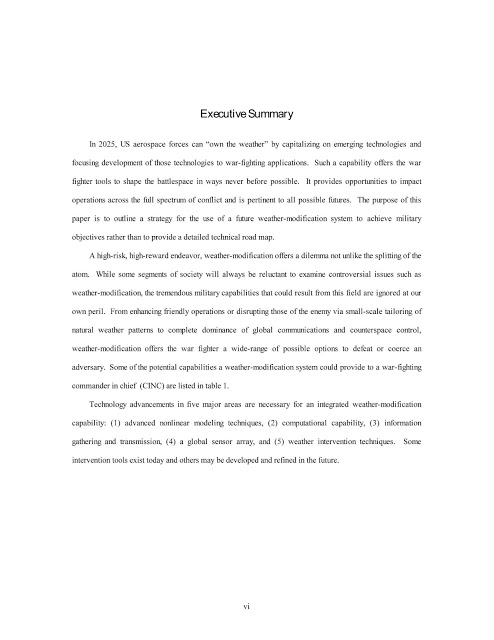 Executive Summary
In 2025, US aerospace forces can “own the weather” by capitalizing on emerging technologies and
focusing development of those technologies to war-fighting applications. Such a capability offers the war
fighter tools to shape the battlespace in ways never before possible. It provides opportunities to impact
operations across the full spectrum of conflict and is pertinent to all possible futures. The purpose of this
paper is to outline a strategy for the use of a future weather-modification system to achieve military
objectives rather than to provide a detailed technical road map.
A high-risk, high-reward endeavor, weather-modification offers a dilemma not unlike the splitting of the
atom. While some segments of society will always be reluctant to examine controversial issues such as
weather-modification, the tremendous military capabilities that could result from this field are ignored at our
own peril. From enhancing friendly operations or disrupting those of the enemy via small-scale tailoring of
natural weather patterns to complete dominance of global communications and counterspace control,
weather-modification offers the war fighter a wide-range of possible options to defeat or coerce an
adversary. Some of the potential capabilities a weather-modification system could provide to a war-fighting
commander in chief (CINC) are listed in table 1.
Technology advancements in five major areas are necessary for an integrated weather-modification
capability: (1) advanced nonlinear modeling techniques, (2) computational capability, (3) information
gathering and transmission, (4) a global sensor array, and (5) weather intervention techniques. Some
intervention tools exist today and others may be developed and refined in the future.
vi